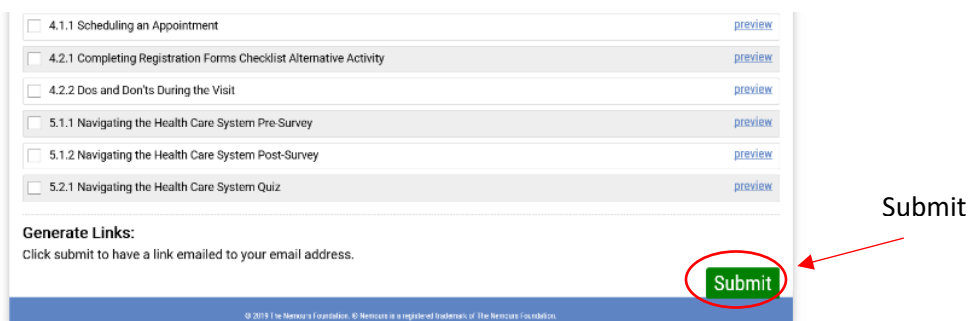 4.1.1 Scheduling an Appointment preview
4.2.1 Completing Registration Forms Checklist Alternative Activity preview
4.2.2 Dos and Don'ts During the Visit preview
5.1.1 Navigating the Health Care System Pre-Survey preview
5.1.2 Navigating the Health Care System Post-Survey preview
5.2.1 Navigating the Health Care System Quiz preview
Submit
Generate Links:
Click submit to have a link emailed to your email address.
Submit
© 2019 The Nemours Foundation. © Nemours is a registered trademark of The Nemours Foundation.